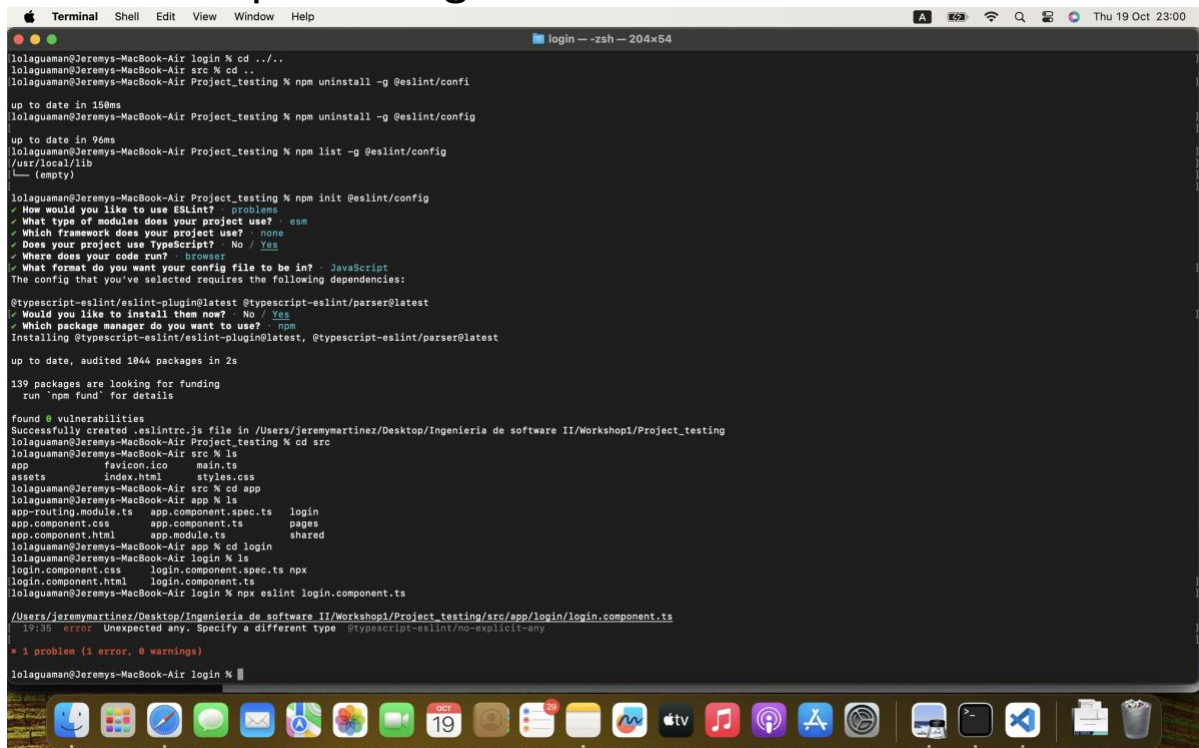 Terminal Shell Edit View Window Help
A
Thu 19 Oct 23:00
login — -zsh — 204×54
[lolaguaman@Jeremys-MacBook-Air login % cd ../..
lolaguaman@Jeremys-MacBook-Air src % cd ..
[lolaguaman@Jeremys-MacBook-Air Project_testing % npm uninstall -g @eslint/confi
up to date in 150ms
[lolaguaman@Jeremys-MacBook-Air Project_testing % npm uninstall -g @eslint/config
up to date in 96ms
[lolaguaman@Jeremys-MacBook-Air Project_testing % npm list -g @eslint/config
/usr/local/lib
└── (empty)
lolaguaman@Jeremys-MacBook-Air Project_testing % npm init @eslint/config
✔ How would you like to use ESLint? · problems
✔ What type of modules does your project use? · esm
✔ Which framework does your project use? · none
✔ Does your project use TypeScript? · No / Yes
✔ Where does your code run? · browser
✔ What format do you want your config file to be in? · JavaScript
The config that you've selected requires the following dependencies:
@typescript-eslint/eslint-plugin@latest @typescript-eslint/parser@latest
✔ Would you like to install them now? · No / Yes
✔ Which package manager do you want to use? · npm
Installing @typescript-eslint/eslint-plugin@latest, @typescript-eslint/parser@latest
up to date, audited 1044 packages in 2s
139 packages are looking for funding
run `npm fund` for details
found 0 vulnerabilities
Successfully created .eslintrc.js file in /Users/jeremymartinez/Desktop/Ingenieria de software II/Workshop1/Project_testing
lolaguaman@Jeremys-MacBook-Air Project_testing % cd src
lolaguaman@Jeremys-MacBook-Air src % ls
app favicon.ico main.ts
assets index.html styles.css
lolaguaman@Jeremys-MacBook-Air src % cd app
lolaguaman@Jeremys-MacBook-Air app % ls
app-routing.module.ts app.component.spec.ts login
app.component.css app.component.ts pages
app.component.html app.module.ts shared
lolaguaman@Jeremys-MacBook-Air app % cd login
lolaguaman@Jeremys-MacBook-Air login % ls
login.component.css login.component.spec.ts npx
login.component.html login.component.ts
[lolaguaman@Jeremys-MacBook-Air login % npx eslint login.component.ts
/Users/jeremymartinez/Desktop/Ingenieria de software II/Workshop1/Project_testing/src/app/login/login.component.ts
19:35 error Unexpected any. Specify a different type @typescript-eslint/no-explicit-any
✖ 1 problem (1 error, 0 warnings)
lolaguaman@Jeremys-MacBook-Air login %
OCT
19
29
tv